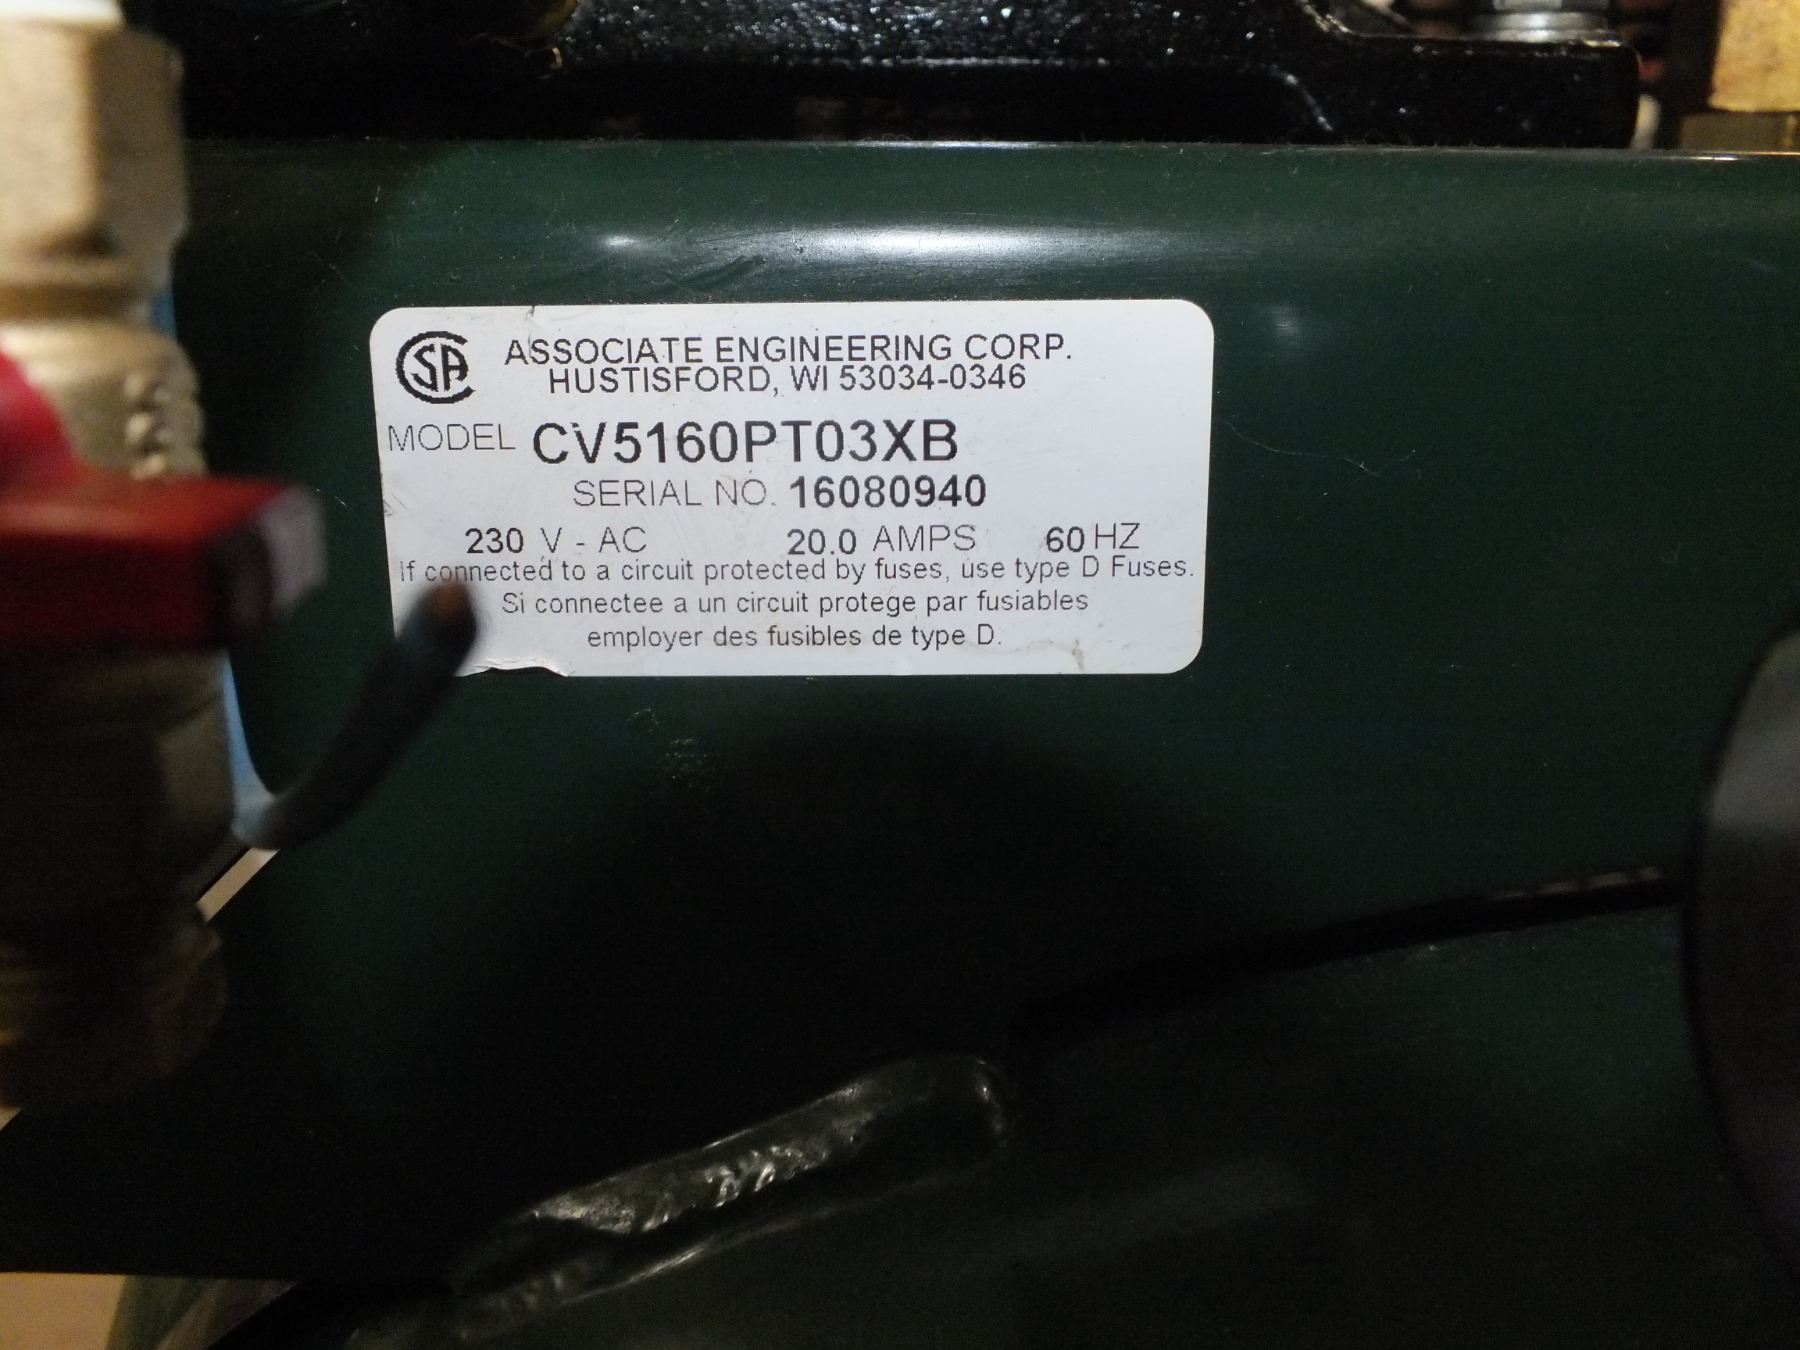 CSA ASSOCIATE ENGINEERING CORP.
HUSTISFORD, WI 53034-0346
MODEL CV5160PT03XB
SERIAL NO. 16080940
230 V - AC 20.0 AMPS 60 HZ
If connected to a circuit protected by fuses, use type D Fuses.
Si connectee a un circuit protege par fusiables
employer des fusibles de type D.